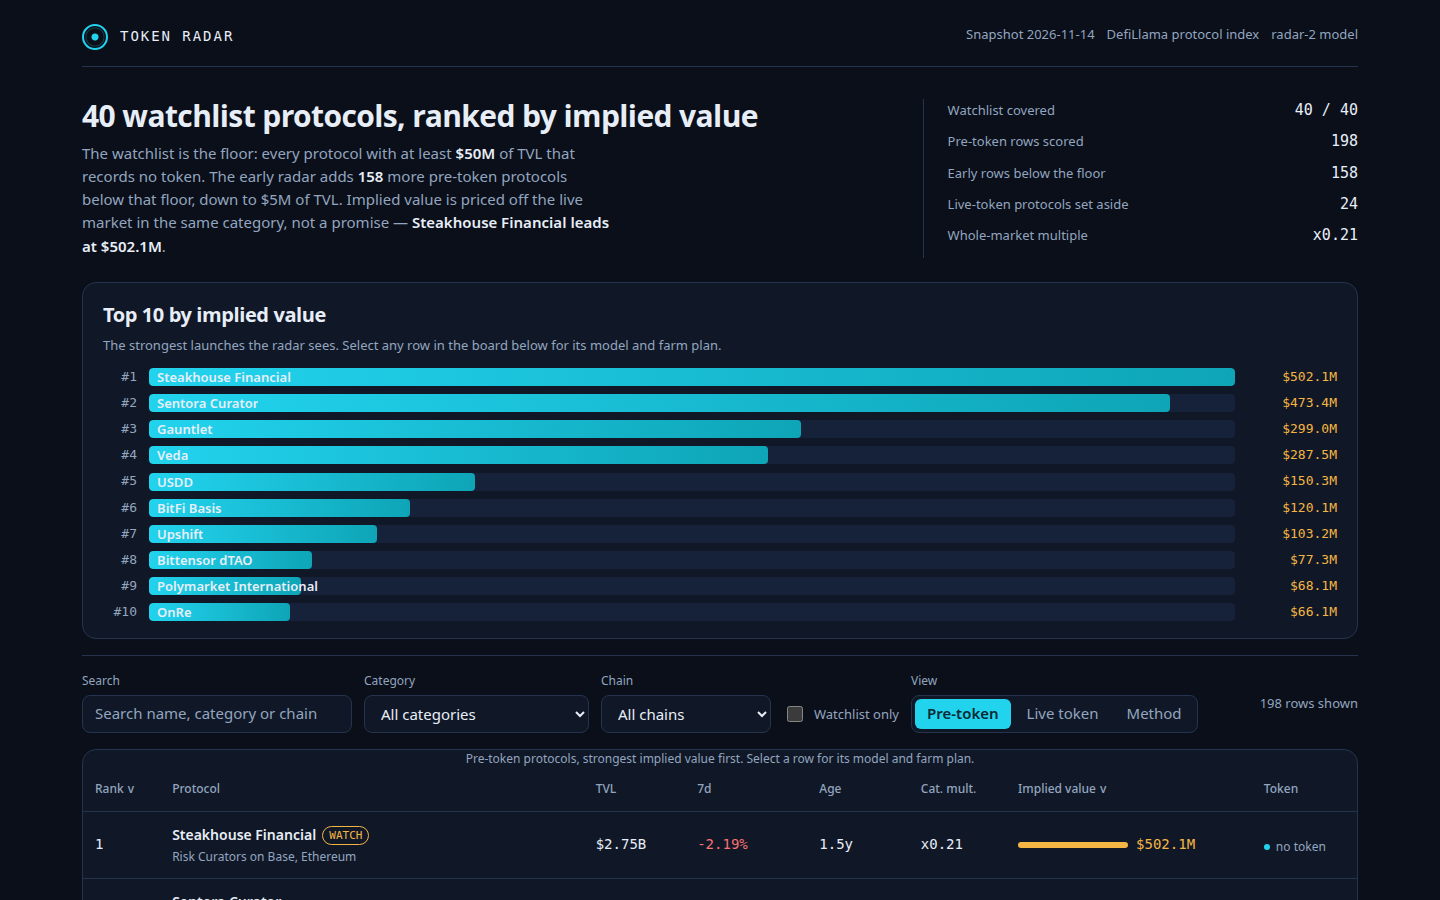 TOKEN RADAR
Snapshot 2026-11-14 DefiLlama protocol index radar-2 model
40 watchlist protocols, ranked by implied value
The watchlist is the floor: every protocol with at least $50M of TVL that
records no token. The early radar adds 158 more pre-token protocols
below that floor, down to $5M of TVL. Implied value is priced off the live
market in the same category, not a promise — Steakhouse Financial leads
at $502.1M.
Watchlist covered 40 / 40
Pre-token rows scored 198
Early rows below the floor 158
Live-token protocols set aside 24
Whole-market multiple x0.21
Top 10 by implied value
The strongest launches the radar sees. Select any row in the board below for its model and farm plan.
#1 Steakhouse Financial $502.1M
#2 Sentora Curator $473.4M
#3 Gauntlet $299.0M
#4 Veda $287.5M
#5 USDD $150.3M
#6 BitFi Basis $120.1M
#7 Upshift $103.2M
#8 Bittensor dTAO $77.3M
#9 Polymarket International $68.1M
#10 OnRe $66.1M
Search Category Chain View
Search name, category or chain All categories All chains Watchlist only Pre-token Live token Method 198 rows shown
Pre-token protocols, strongest implied value first. Select a row for its model and farm plan.
Rank v Protocol TVL 7d Age Cat. mult. Implied value v Token
1 Steakhouse Financial WATCH $2.75B -2.19% 1.5y x0.21 $502.1M no token
Risk Curators on Base, Ethereum
Sentora Curator